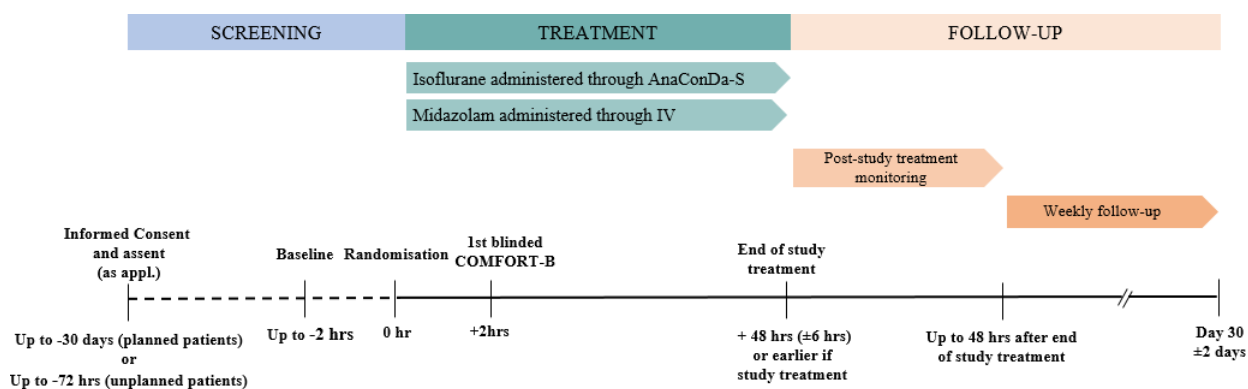 SCREENING
TREATMENT
FOLLOW-UP
Isoflurane administered through AnaConDa-S
Midazolam administered through IV
Post-study treatment
monitoring
Weekly follow-up
Informed Consent
and assent
(as appl.)
Baseline
Randomisation
1st blinded
COMFORT-B
End of study
treatment
Up to -30 days (planned patients)
or
Up to -72 hrs (unplanned patients)
Up to -2 hrs
0 hr
+2hrs
+ 48 hrs (±6 hrs)
or earlier if
study treatment
Up to 48 hrs after end
of study treatment
Day 30
±2 days